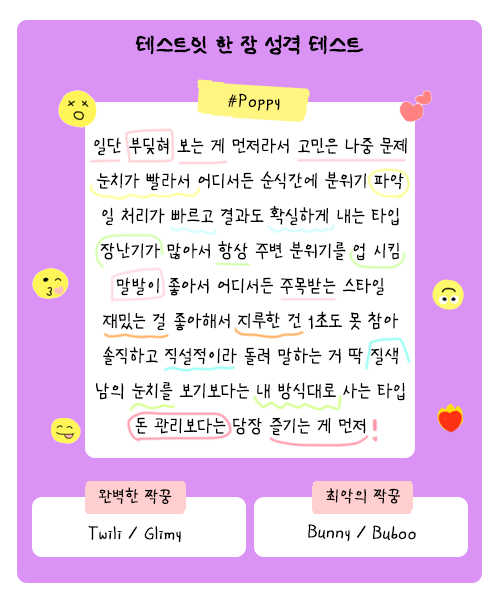 테스트잇 한 장 성격 테스트
#Poppy
일단 부딪혀 보는 게 먼저라서 고민은 나중 문제
눈치가 빨라서 어디서든 순식간에 분위기 파악
일 처리가 빠르고 결과도 확실하게 내는 타입
장난기가 많아서 항상 주변 분위기를 업 시킴
말발이 좋아서 어디서든 주목받는 스타일
재밌는 걸 좋아해서 지루한 건 1초도 못 참아
솔직하고 직설적이라 돌려 말하는 거 딱 질색
남의 눈치를 보기보다는 내 방식대로 사는 타입
돈 관리보다는 당장 즐기는 게 먼저!
완벽한 짝꿍
Twili / Glimy
최악의 짝꿍
Bunny / Buboo